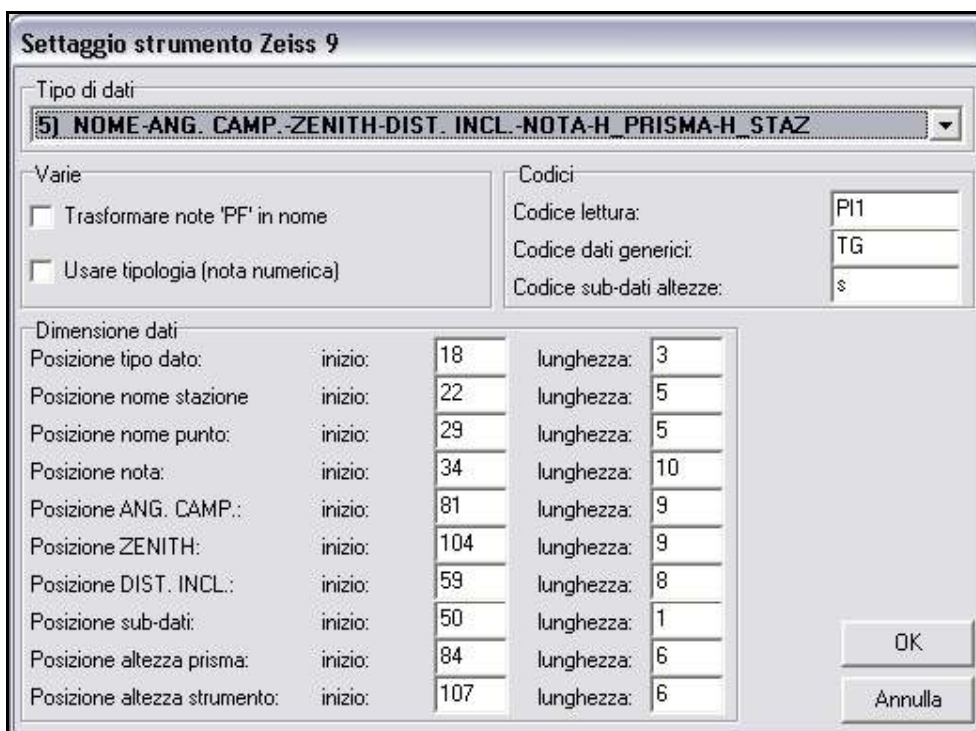 Settaggio strumento Zeiss 9
Tipo di dati
5) NOME-ANG. CAMP.-ZENITH-DIST. INCL.-NOTA-H_PRISMA-H_STAZ
Varie
Trasformare note 'PF' in nome
Usare tipologia (nota numerica)
Codici
Codice lettura: PI1
Codice dati generici: TG
Codice sub-dati altezze: s
Dimensione dati
Posizione tipo dato: inizio: 18 lunghezza: 3
Posizione nome stazione inizio: 22 lunghezza: 5
Posizione nome punto: inizio: 29 lunghezza: 5
Posizione nota: inizio: 34 lunghezza: 10
Posizione ANG. CAMP.: inizio: 81 lunghezza: 9
Posizione ZENITH: inizio: 104 lunghezza: 9
Posizione DIST. INCL.: inizio: 59 lunghezza: 8
Posizione sub-dati: inizio: 50 lunghezza: 1
Posizione altezza prisma: inizio: 84 lunghezza: 6
Posizione altezza strumento: inizio: 107 lunghezza: 6
OK
Annulla